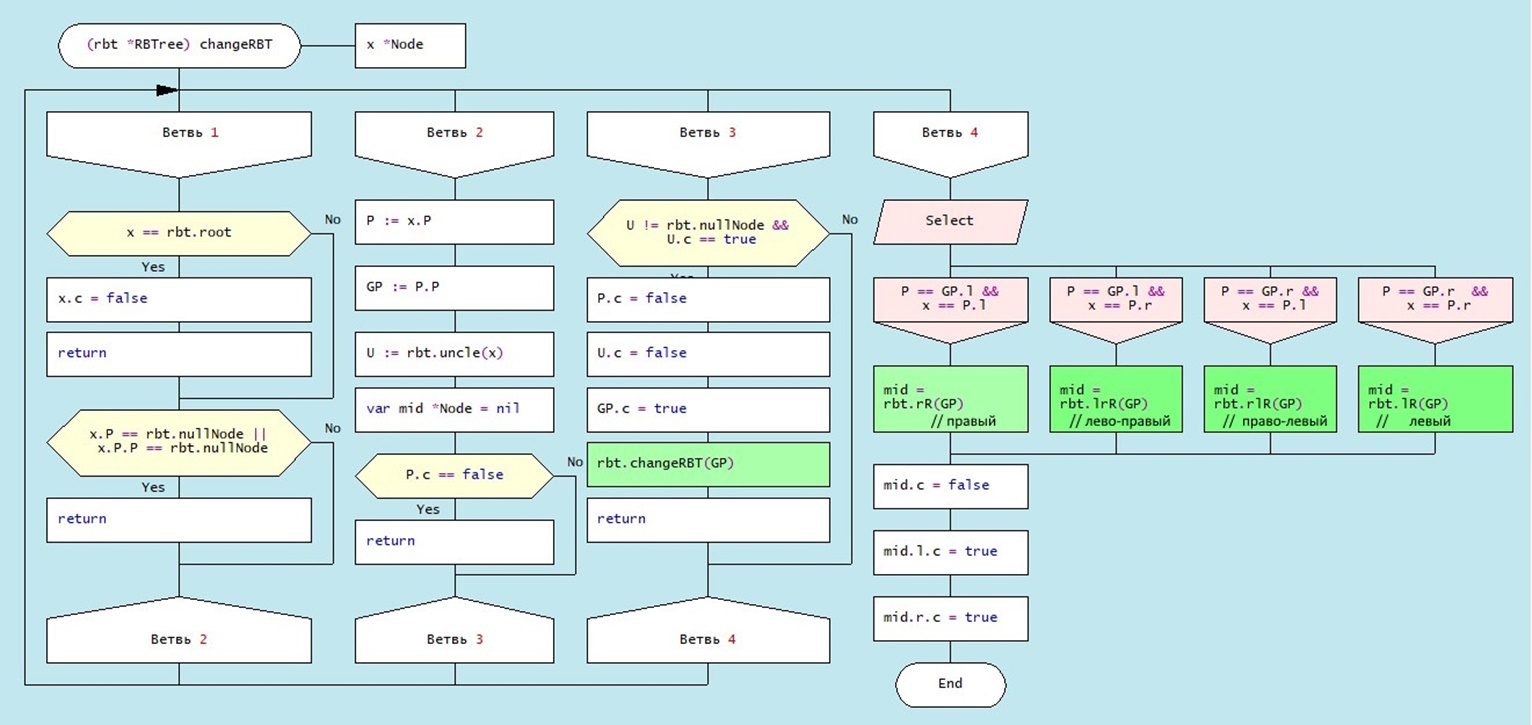 (rbt *RBTree) changeRBT
x *Node
Ветвь 1
x == rbt.root
No
Yes
x.c = false
return
x.P == rbt.nullNode ||
x.P.P == rbt.nullNode
No
Yes
return
Ветвь 2
Ветвь 2
P := x.P
GP := P.P
U := rbt.uncle(x)
var mid *Node = nil
P.c == false
No
Yes
return
Ветвь 3
Ветвь 3
U != rbt.nullNode &&
U.c == true
No
Yes
P.c = false
U.c = false
GP.c = true
rbt.changeRBT(GP)
return
Ветвь 4
Ветвь 4
Select
P == GP.l &&
x == P.l
mid =
rbt.rR(GP)
// правый
P == GP.l &&
x == P.r
mid =
rbt.lrR(GP)
// лево-правый
P == GP.r &&
x == P.l
mid =
rbt.rlR(GP)
// право-левый
P == GP.r &&
x == P.r
mid =
rbt.lR(GP)
// левый
mid.c = false
mid.l.c = true
mid.r.c = true
End